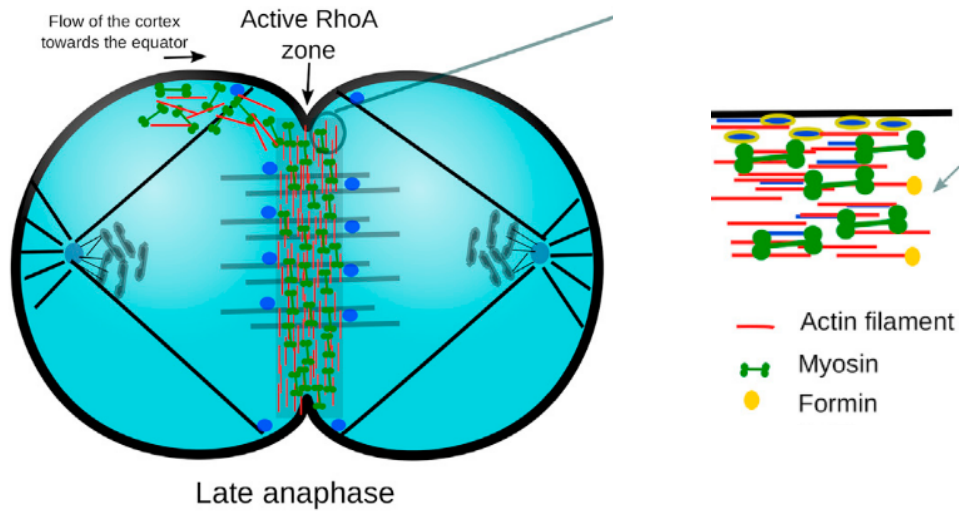 Flow of the cortex
towards the equator
Active RhoA
zone
Actin filament
Myosin
Formin
Late anaphase